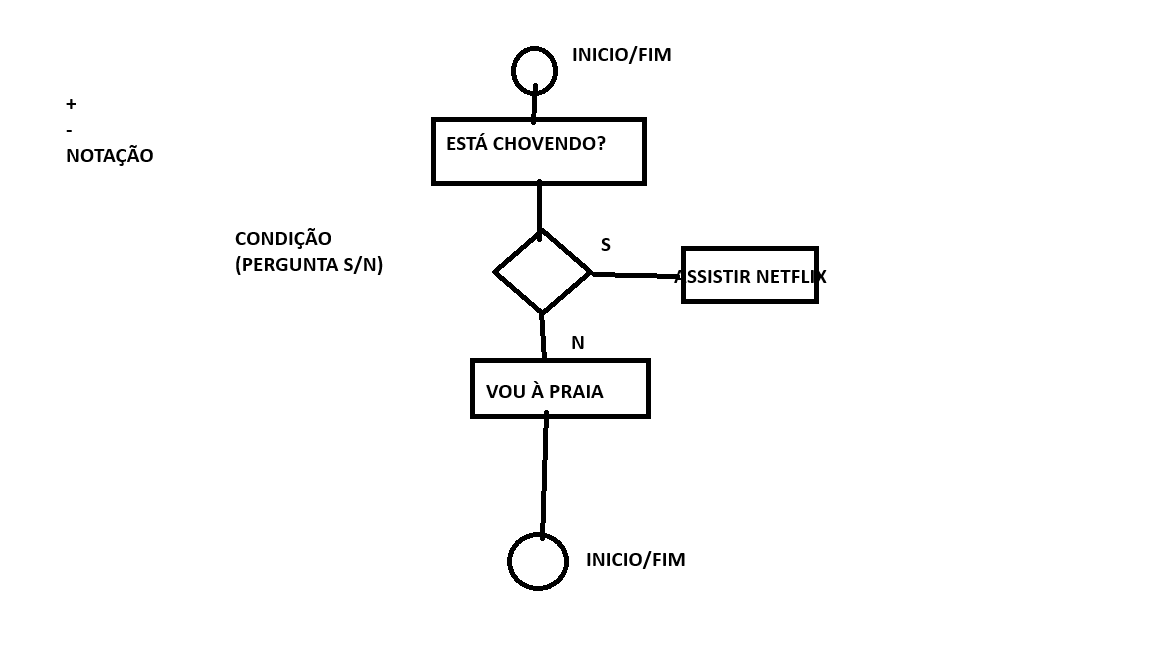 INICIO/FIM
+
-
NOTAÇÃO
ESTÁ CHOVENDO?
CONDIÇÃO
(PERGUNTA S/N)
S
ASSISTIR NETFLIX
N
VOU À PRAIA
INICIO/FIM